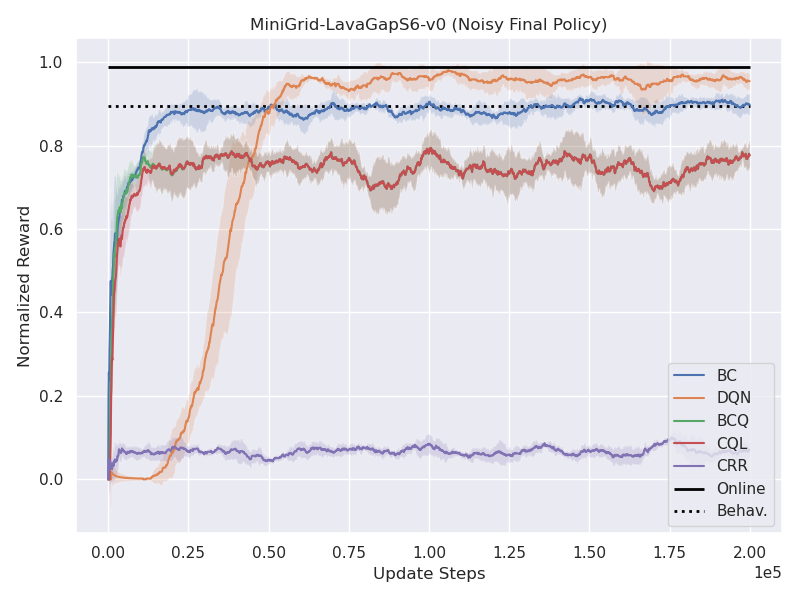 MiniGrid-LavaGapS6-v0 (Noisy Final Policy)
Normalized Reward
1.0
0.8
0.6
0.4
0.2
0.0
BC
DQN
BCQ
CQL
CRR
Online
Behav.
0.00 0.25 0.50 0.75 1.00 1.25 1.50 1.75 2.00
1e5
Update Steps